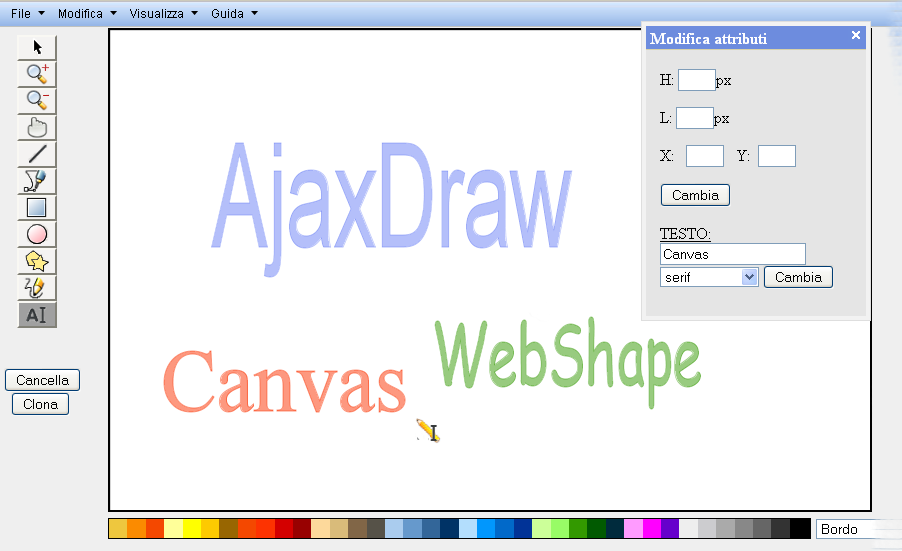 File Modifica Visualizza Guida
Modifica attributi
H: px
L: px
X: Y:
Cambia
TESTO:
Canvas
serif Cambia
AjaxDraw
WebShape
Canvas
AI
Cancella
Clona
Bordo